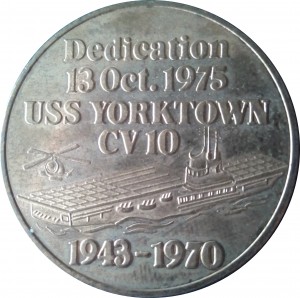 Dedication
13 Oct. 1975
USS YORKTOWN
CV10
1943-1970